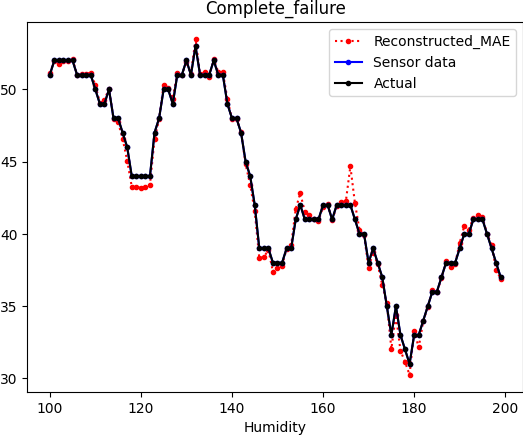 Complete_failure
Reconstructed_MAE
Sensor data
Actual
50
45
40
35
30
100 120 140 160 180 200
Humidity